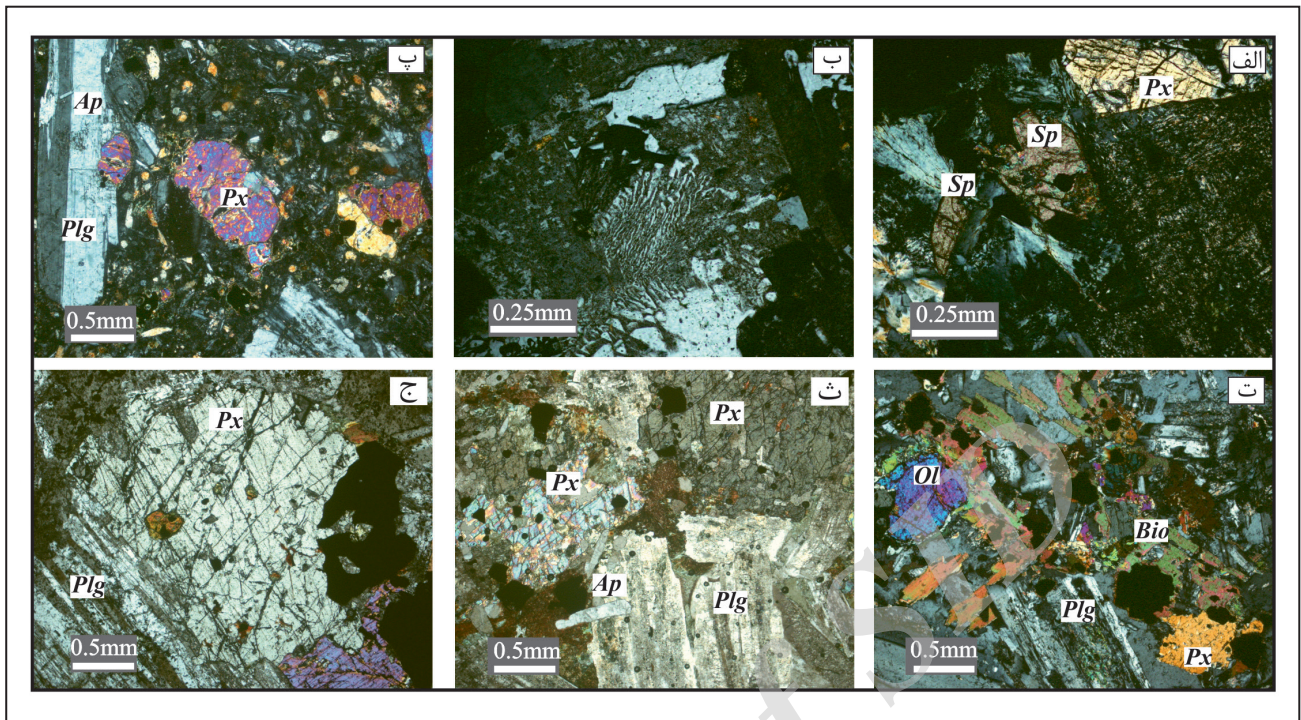 الف
Px
Sp
Sp
0.25mm
ب
0.25mm
پ
Ap
Px
Plg
0.5mm
ت
Ol
Bio
Plg
Px
0.5mm
ث
Px
Px
Ap
Plg
0.5mm
ج
Px
Plg
0.5mm